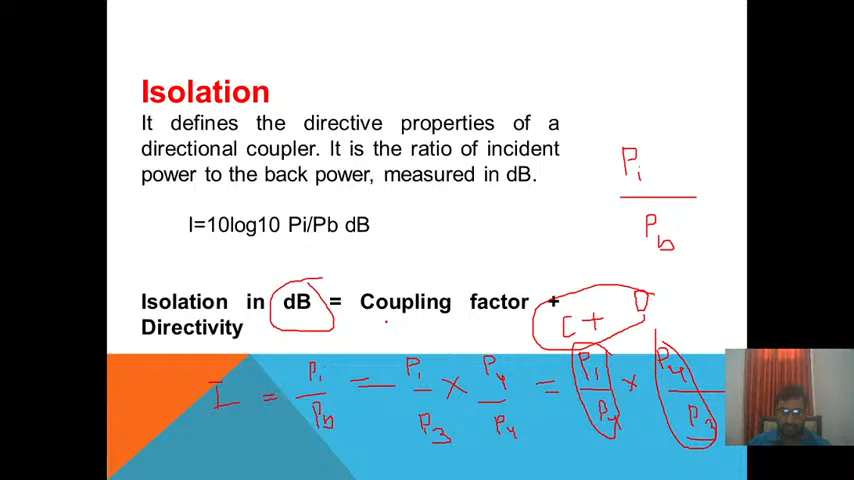 Isolation
It defines the directive properties of a
directional coupler. It is the ratio of incident
power to the back power, measured in dB.
Pi
Pb
I=10log10 Pi/Pb dB
Isolation in dB = Coupling factor +
Directivity
C + D
I = Pi/Pb = P1/P3 × P4/P4 = P1/P4 × P4/P3